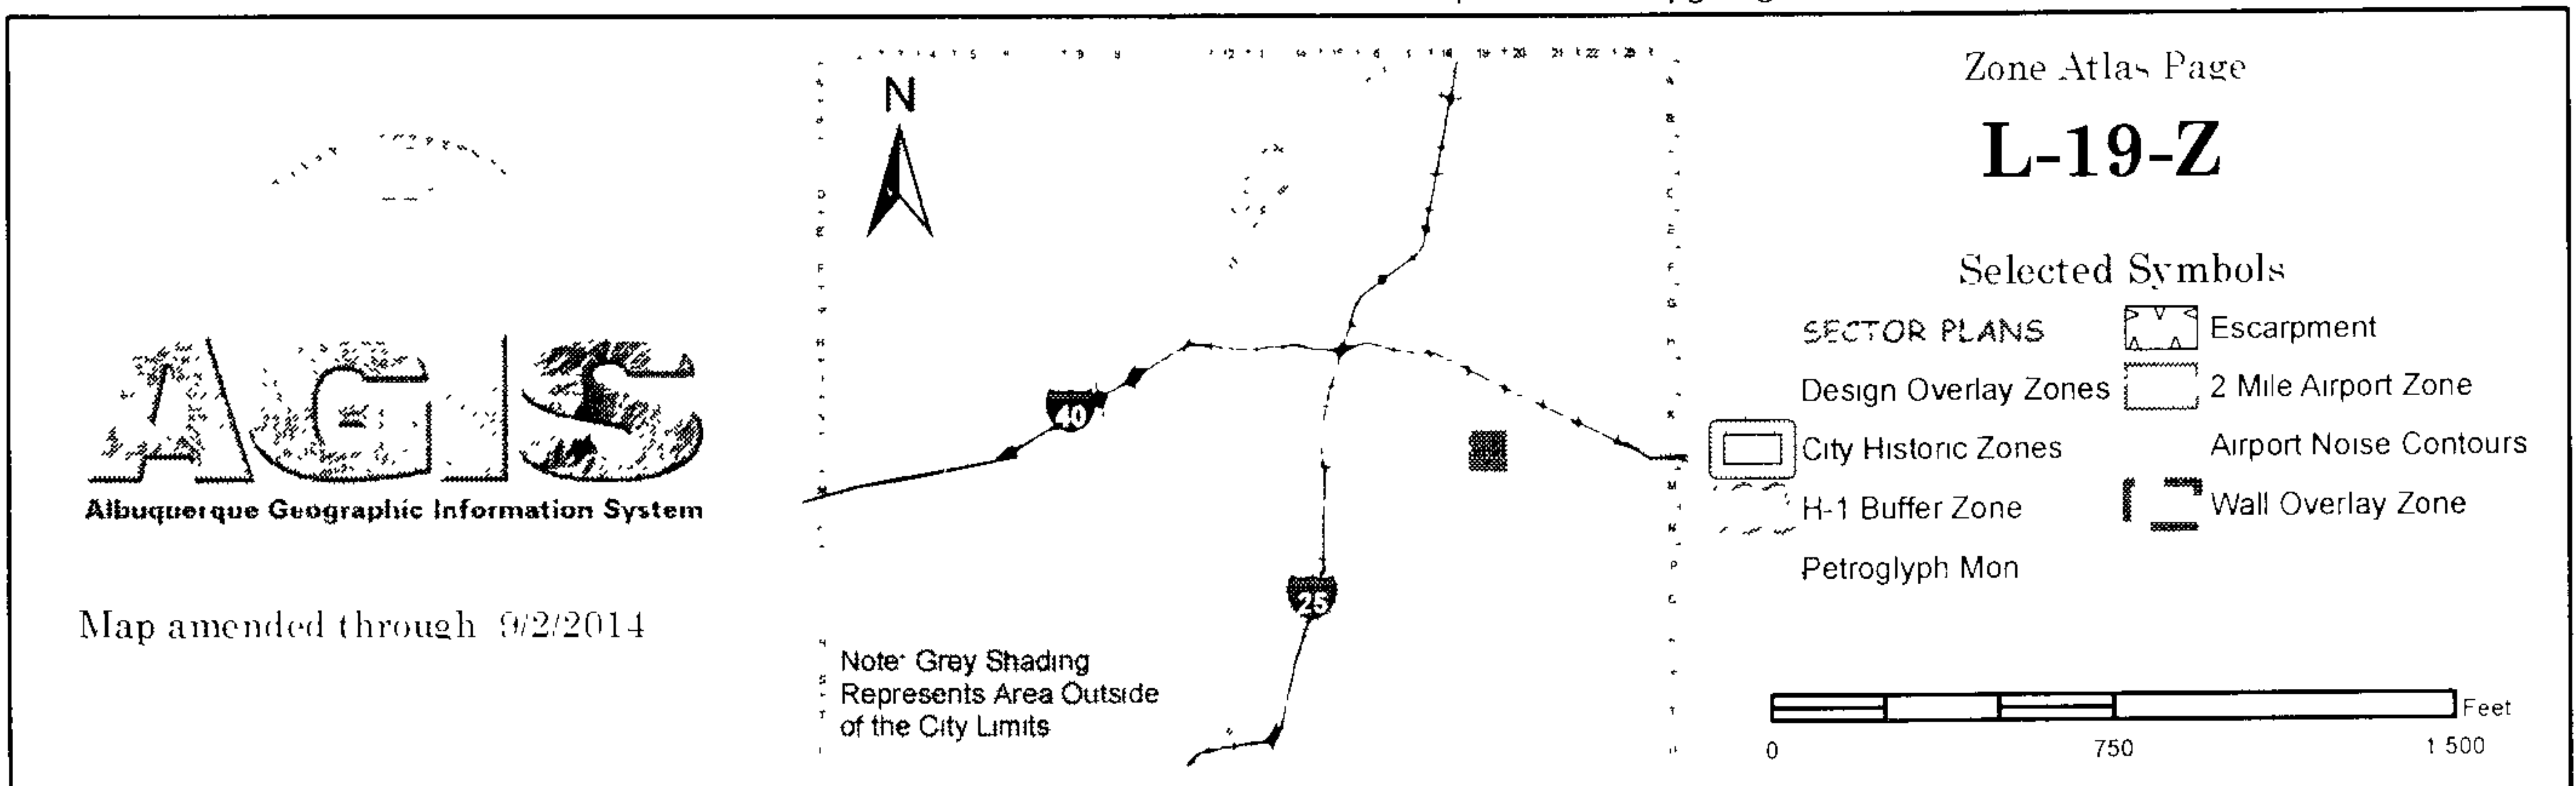 AGIS
Albuquerque Geographic Information System
Map amended through 9/2/2014
N
40
25
Note: Grey Shading
Represents Area Outside
of the City Limits
Zone Atlas Page
L-19-Z
Selected Symbols
SECTOR PLANS
Escarpment
Design Overlay Zones
2 Mile Airport Zone
City Historic Zones
Airport Noise Contours
H-1 Buffer Zone
Wall Overlay Zone
Petroglyph Mon
Feet
0 750 1 500